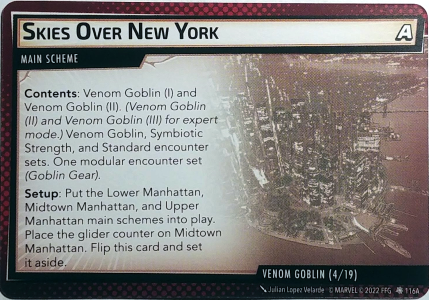 SKIES OVER NEW YORK
A
MAIN SCHEME
Contents: Venom Goblin (I) and
Venom Goblin (II). (Venom Goblin
(II) and Venom Goblin (III) for expert
mode.) Venom Goblin, Symbiotic
Strength, and Standard encounter
sets. One modular encounter set
(Goblin Gear).
Setup: Put the Lower Manhattan,
Midtown Manhattan, and Upper
Manhattan main schemes into play.
Place the glider counter on Midtown
Manhattan. Flip this card and set
it aside.
VENOM GOBLIN (4/19)
Julian Lopez Velarde © MARVEL © 2022 FFG 116A